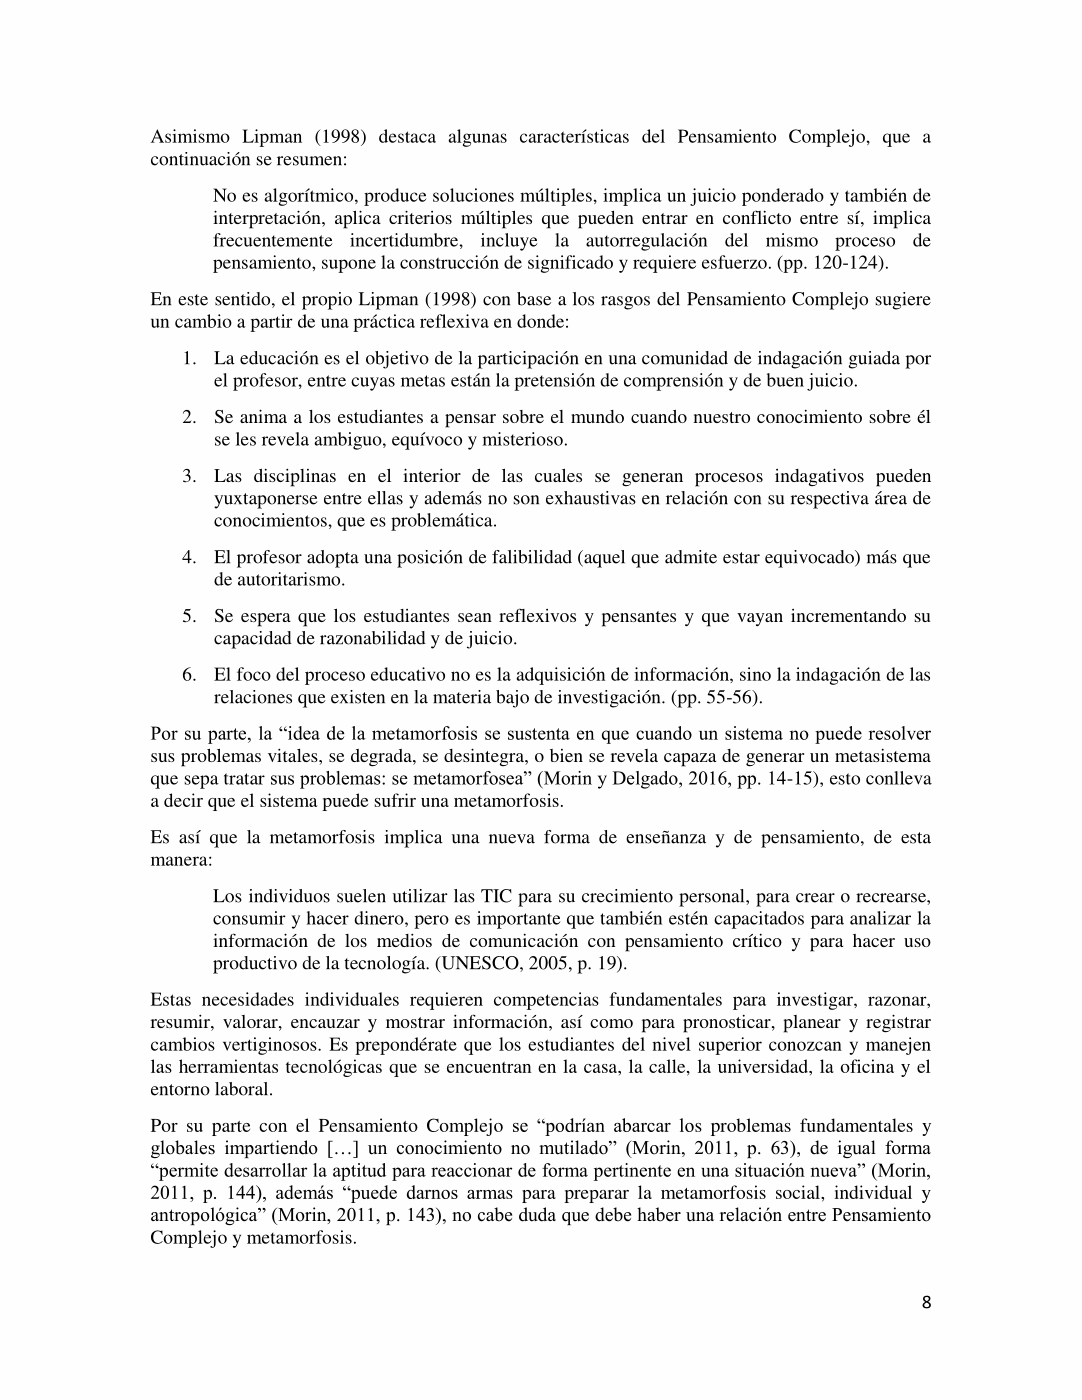 Asimismo Lipman (1998) destaca algunas características del Pensamiento Complejo, que a
continuación se resumen:
No es algorítmico, produce soluciones múltiples, implica un juicio ponderado y también de
interpretación, aplica criterios múltiples que pueden entrar en conflicto entre sí, implica
frecuentemente incertidumbre, incluye la autorregulación del mismo proceso de
pensamiento, supone la construcción de significado y requiere esfuerzo. (pp. 120-124).
En este sentido, el propio Lipman (1998) con base a los rasgos del Pensamiento Complejo sugiere
un cambio a partir de una práctica reflexiva en donde:
1. La educación es el objetivo de la participación en una comunidad de indagación guiada por
el profesor, entre cuyas metas están la pretensión de comprensión y de buen juicio.
2. Se anima a los estudiantes a pensar sobre el mundo cuando nuestro conocimiento sobre él
se les revela ambiguo, equívoco y misterioso.
3. Las disciplinas en el interior de las cuales se generan procesos indagativos pueden
yuxtaponerse entre ellas y además no son exhaustivas en relación con su respectiva área de
conocimientos, que es problemática.
4. El profesor adopta una posición de falibilidad (aquel que admite estar equivocado) más que
de autoritarismo.
5. Se espera que los estudiantes sean reflexivos y pensantes y que vayan incrementando su
capacidad de razonabilidad y de juicio.
6. El foco del proceso educativo no es la adquisición de información, sino la indagación de las
relaciones que existen en la materia bajo de investigación. (pp. 55-56).
Por su parte, la “idea de la metamorfosis se sustenta en que cuando un sistema no puede resolver
sus problemas vitales, se degrada, se desintegra, o bien se revela capaza de generar un metasistema
que sepa tratar sus problemas: se metamorfosea” (Morin y Delgado, 2016, pp. 14-15), esto conlleva
a decir que el sistema puede sufrir una metamorfosis.
Es así que la metamorfosis implica una nueva forma de enseñanza y de pensamiento, de esta
manera:
Los individuos suelen utilizar las TIC para su crecimiento personal, para crear o recrearse,
consumir y hacer dinero, pero es importante que también estén capacitados para analizar la
información de los medios de comunicación con pensamiento crítico y para hacer uso
productivo de la tecnología. (UNESCO, 2005, p. 19).
Estas necesidades individuales requieren competencias fundamentales para investigar, razonar,
resumir, valorar, encauzar y mostrar información, así como para pronosticar, planear y registrar
cambios vertiginosos. Es prepondérate que los estudiantes del nivel superior conozcan y manejen
las herramientas tecnológicas que se encuentran en la casa, la calle, la universidad, la oficina y el
entorno laboral.
Por su parte con el Pensamiento Complejo se “podrían abarcar los problemas fundamentales y
globales impartiendo […] un conocimiento no mutilado” (Morin, 2011, p. 63), de igual forma
“permite desarrollar la aptitud para reaccionar de forma pertinente en una situación nueva” (Morin,
2011, p. 144), además “puede darnos armas para preparar la metamorfosis social, individual y
antropológica” (Morin, 2011, p. 143), no cabe duda que debe haber una relación entre Pensamiento
Complejo y metamorfosis.
8